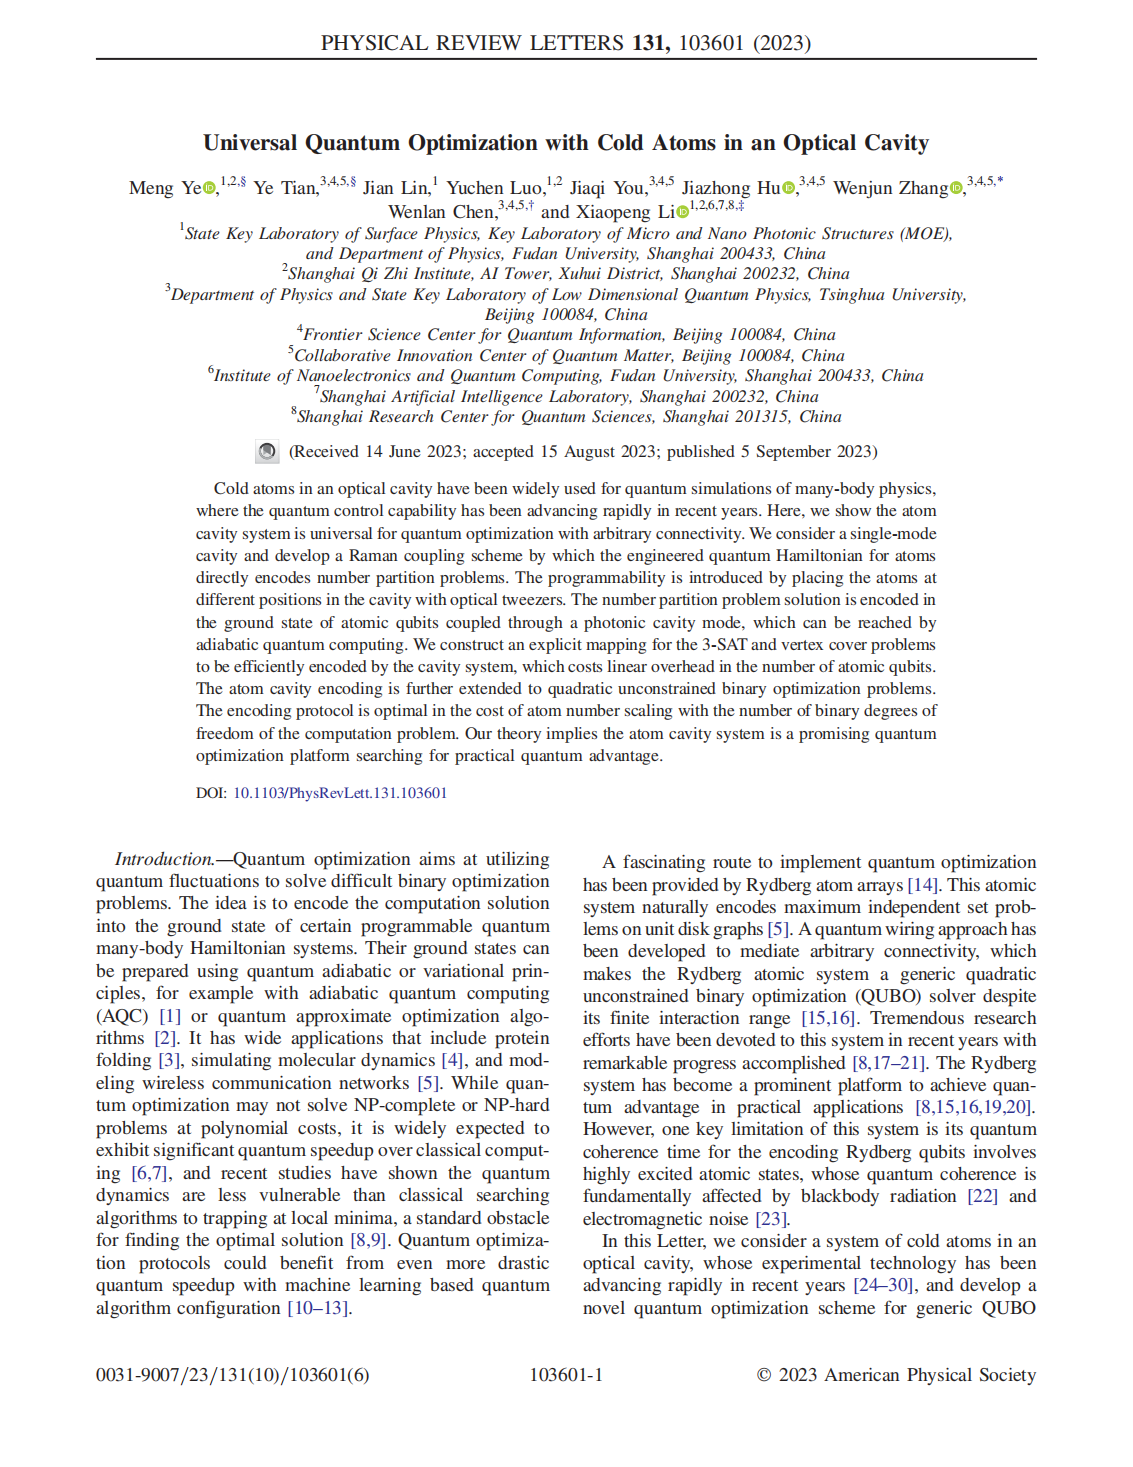 PHYSICAL REVIEW LETTERS 131, 103601 (2023)
Universal Quantum Optimization with Cold Atoms in an Optical Cavity
Meng Ye,1,2,§ Ye Tian,3,4,5,§ Jian Lin,1 Yuchen Luo,1,2 Jiaqi You,3,4,5 Jiazhong Hu,3,4,5 Wenjun Zhang,3,4,5,*
Wenlan Chen,3,4,5,† and Xiaopeng Li1,2,6,7,8,‡
1State Key Laboratory of Surface Physics, Key Laboratory of Micro and Nano Photonic Structures (MOE),
and Department of Physics, Fudan University, Shanghai 200433, China
2Shanghai Qi Zhi Institute, AI Tower, Xuhui District, Shanghai 200232, China
3Department of Physics and State Key Laboratory of Low Dimensional Quantum Physics, Tsinghua University,
Beijing 100084, China
4Frontier Science Center for Quantum Information, Beijing 100084, China
5Collaborative Innovation Center of Quantum Matter, Beijing 100084, China
6Institute of Nanoelectronics and Quantum Computing, Fudan University, Shanghai 200433, China
7Shanghai Artificial Intelligence Laboratory, Shanghai 200232, China
8Shanghai Research Center for Quantum Sciences, Shanghai 201315, China
(Received 14 June 2023; accepted 15 August 2023; published 5 September 2023)
Cold atoms in an optical cavity have been widely used for quantum simulations of many-body physics,
where the quantum control capability has been advancing rapidly in recent years. Here, we show the atom
cavity system is universal for quantum optimization with arbitrary connectivity. We consider a single-mode
cavity and develop a Raman coupling scheme by which the engineered quantum Hamiltonian for atoms
directly encodes number partition problems. The programmability is introduced by placing the atoms at
different positions in the cavity with optical tweezers. The number partition problem solution is encoded in
the ground state of atomic qubits coupled through a photonic cavity mode, which can be reached by
adiabatic quantum computing. We construct an explicit mapping for the 3-SAT and vertex cover problems
to be efficiently encoded by the cavity system, which costs linear overhead in the number of atomic qubits.
The atom cavity encoding is further extended to quadratic unconstrained binary optimization problems.
The encoding protocol is optimal in the cost of atom number scaling with the number of binary degrees of
freedom of the computation problem. Our theory implies the atom cavity system is a promising quantum
optimization platform searching for practical quantum advantage.
DOI: 10.1103/PhysRevLett.131.103601
Introduction.—Quantum optimization aims at utilizing
quantum fluctuations to solve difficult binary optimization
problems. The idea is to encode the computation solution
into the ground state of certain programmable quantum
many-body Hamiltonian systems. Their ground states can
be prepared using quantum adiabatic or variational prin-
ciples, for example with adiabatic quantum computing
(AQC) [1] or quantum approximate optimization algo-
rithms [2]. It has wide applications that include protein
folding [3], simulating molecular dynamics [4], and mod-
eling wireless communication networks [5]. While quan-
tum optimization may not solve NP-complete or NP-hard
problems at polynomial costs, it is widely expected to
exhibit significant quantum speedup over classical comput-
ing [6,7], and recent studies have shown the quantum
dynamics are less vulnerable than classical searching
algorithms to trapping at local minima, a standard obstacle
for finding the optimal solution [8,9]. Quantum optimiza-
tion protocols could benefit from even more drastic
quantum speedup with machine learning based quantum
algorithm configuration [10–13].
A fascinating route to implement quantum optimization
has been provided by Rydberg atom arrays [14]. This atomic
system naturally encodes maximum independent set prob-
lems on unit disk graphs [5]. A quantum wiring approach has
been developed to mediate arbitrary connectivity, which
makes the Rydberg atomic system a generic quadratic
unconstrained binary optimization (QUBO) solver despite
its finite interaction range [15,16]. Tremendous research
efforts have been devoted to this system in recent years with
remarkable progress accomplished [8,17–21]. The Rydberg
system has become a prominent platform to achieve quan-
tum advantage in practical applications [8,15,16,19,20].
However, one key limitation of this system is its quantum
coherence time for the encoding Rydberg qubits involves
highly excited atomic states, whose quantum coherence is
fundamentally affected by blackbody radiation [22] and
electromagnetic noise [23].
In this Letter, we consider a system of cold atoms in an
optical cavity, whose experimental technology has been
advancing rapidly in recent years [24–30], and develop a
novel quantum optimization scheme for generic QUBO
0031-9007/23/131(10)/103601(6)
103601-1
© 2023 American Physical Society